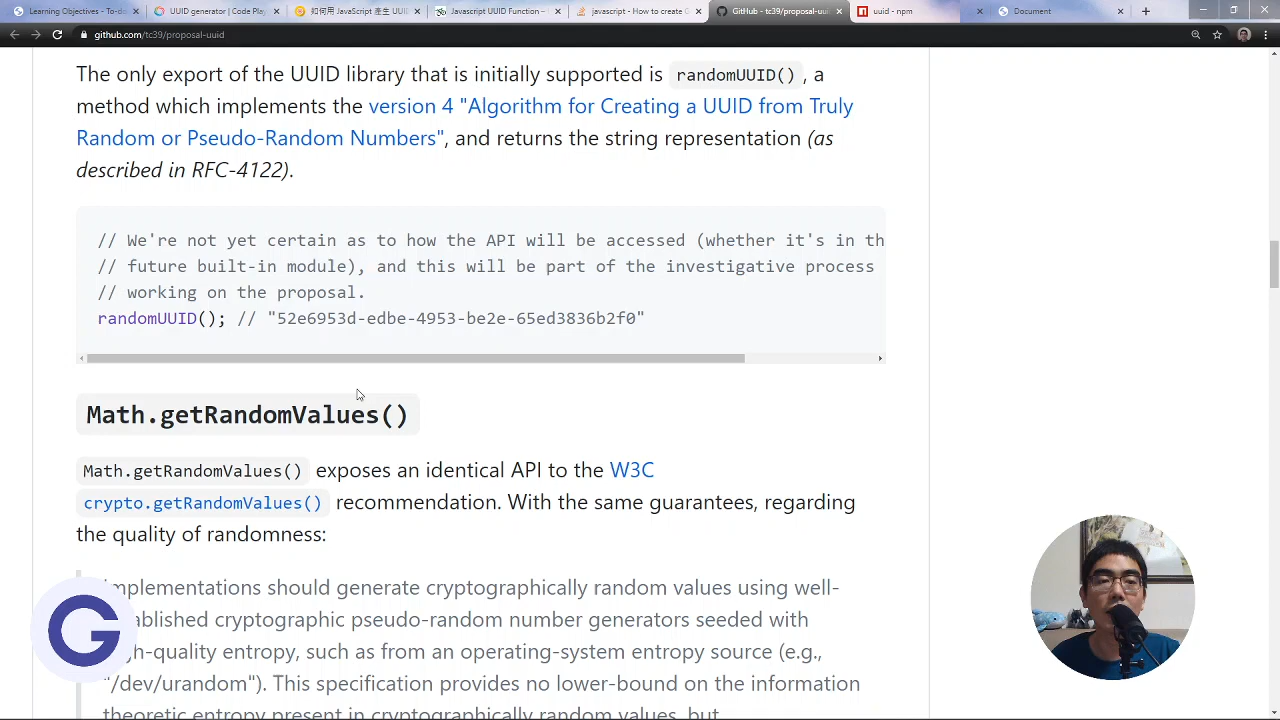 Learning Objectives - To-do
UUID generator | Code Play
如何用 JavaScript 產生 UUI
Javascript UUID Function –
javascript - How to create G
GitHub - tc39/proposal-uui
uuid - npm
Document
github.com/tc39/proposal-uuid
The only export of the UUID library that is initially supported is randomUUID(), a
method which implements the version 4 "Algorithm for Creating a UUID from Truly
Random or Pseudo-Random Numbers", and returns the string representation (as
described in RFC-4122).
// We're not yet certain as to how the API will be accessed (whether it's in th
// future built-in module), and this will be part of the investigative process
// working on the proposal.
randomUUID(); // "52e6953d-edbe-4953-be2e-65ed3836b2f0"
Math.getRandomValues()
Math.getRandomValues() exposes an identical API to the W3C
crypto.getRandomValues() recommendation. With the same guarantees, regarding
the quality of randomness:
Implementations should generate cryptographically random values using well-
ablished cryptographic pseudo-random number generators seeded with
gh-quality entropy, such as from an operating-system entropy source (e.g.,
"/dev/urandom"). This specification provides no lower-bound on the information
theoretic entropy present in cryptographically random values, but
G